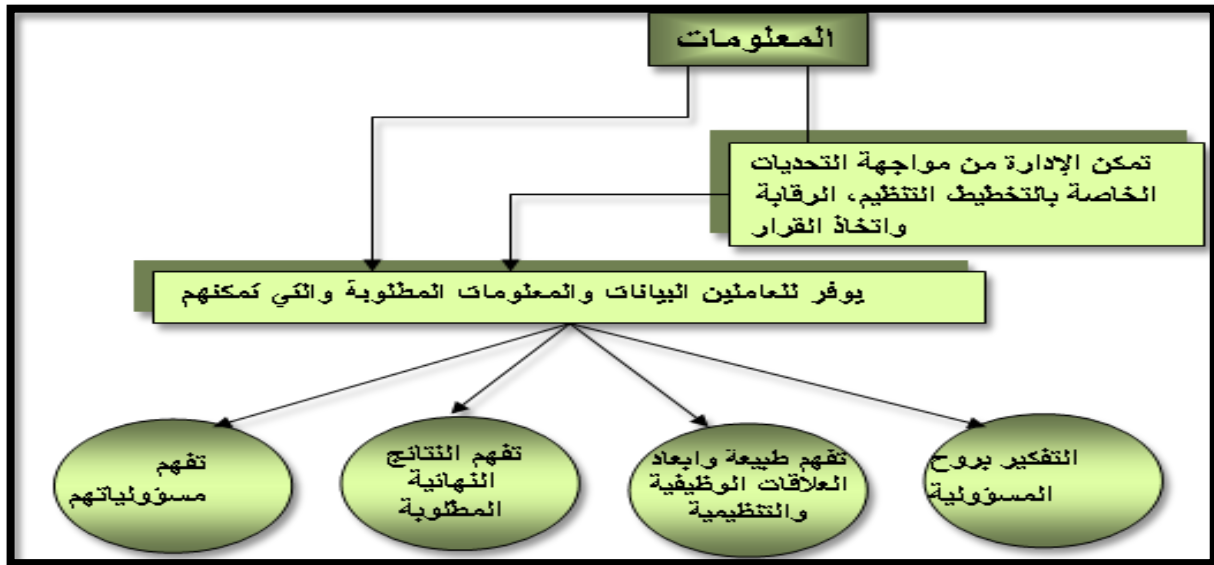 المعلومات
تمكن الإدارة من مواجهة التحديات
الخاصة بالتخطيط التنظيم، الرقابة
واتخاذ القرار
يوفر للعاملين البيانات والمعلومات المطلوبة والتي تمكنهم
التفكير بروح
المسؤولية
تفهم طبيعة وابعاد
العلاقات الوظيفية
والتنظيمية
تفهم النتائج
النهائية
المطلوبة
تفهم
مسؤولياتهم